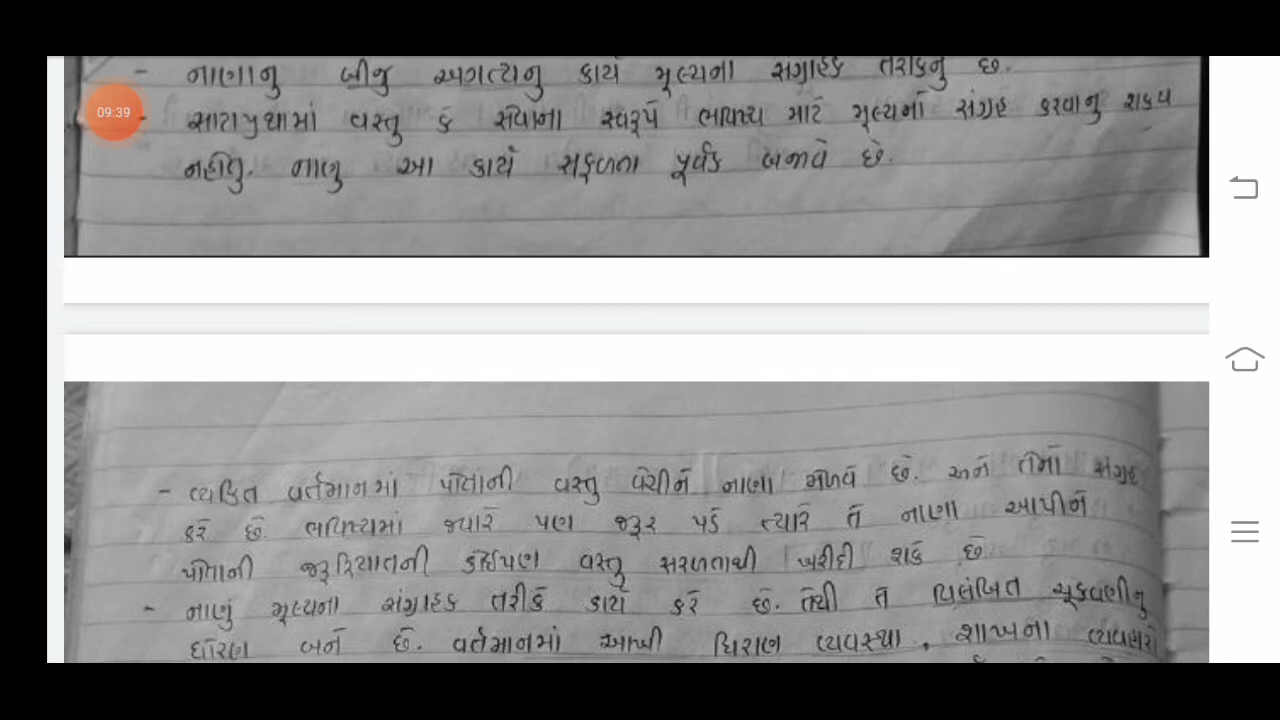 09:39
- નાણાનુ બીજુ અગત્યનુ કાર્ય મૂલ્યના સંગ્રાહક તરીકેનુ છે.
- સાટાપ્રથામાં વસ્તુ કે સેવાના સ્વરૂપે ભવિષ્ય માટે મૂલ્યનો સંગ્રહ કરવાનુ શક્ય
નહોતુ. નાણુ આ કાર્ય સફળતા પૂર્વક બજાવે છે.
- વ્યકિત વર્તમાનમાં પોતાની વસ્તુ વેચીને નાણા મેળવે છે. અને તેનો સંગ્રહ
કરે છે. ભવિષ્યમાં જ્યારે પણ જરૂર પડે ત્યારે તે નાણા આપીને
પોતાની જરૂરિયાતની કોઈપણ વસ્તુ સરળતાથી ખરીદી શકે છે
- નાણું મૂલ્યના સંગ્રાહક તરીકે કાર્ય કરે છે. તેથી તે વિલંબિત ચૂકવણીનુ
ધોરણ બને છે. વર્તમાનમાં આખી ધિરાણ વ્યવસ્થા , શાખના વ્યવહારો